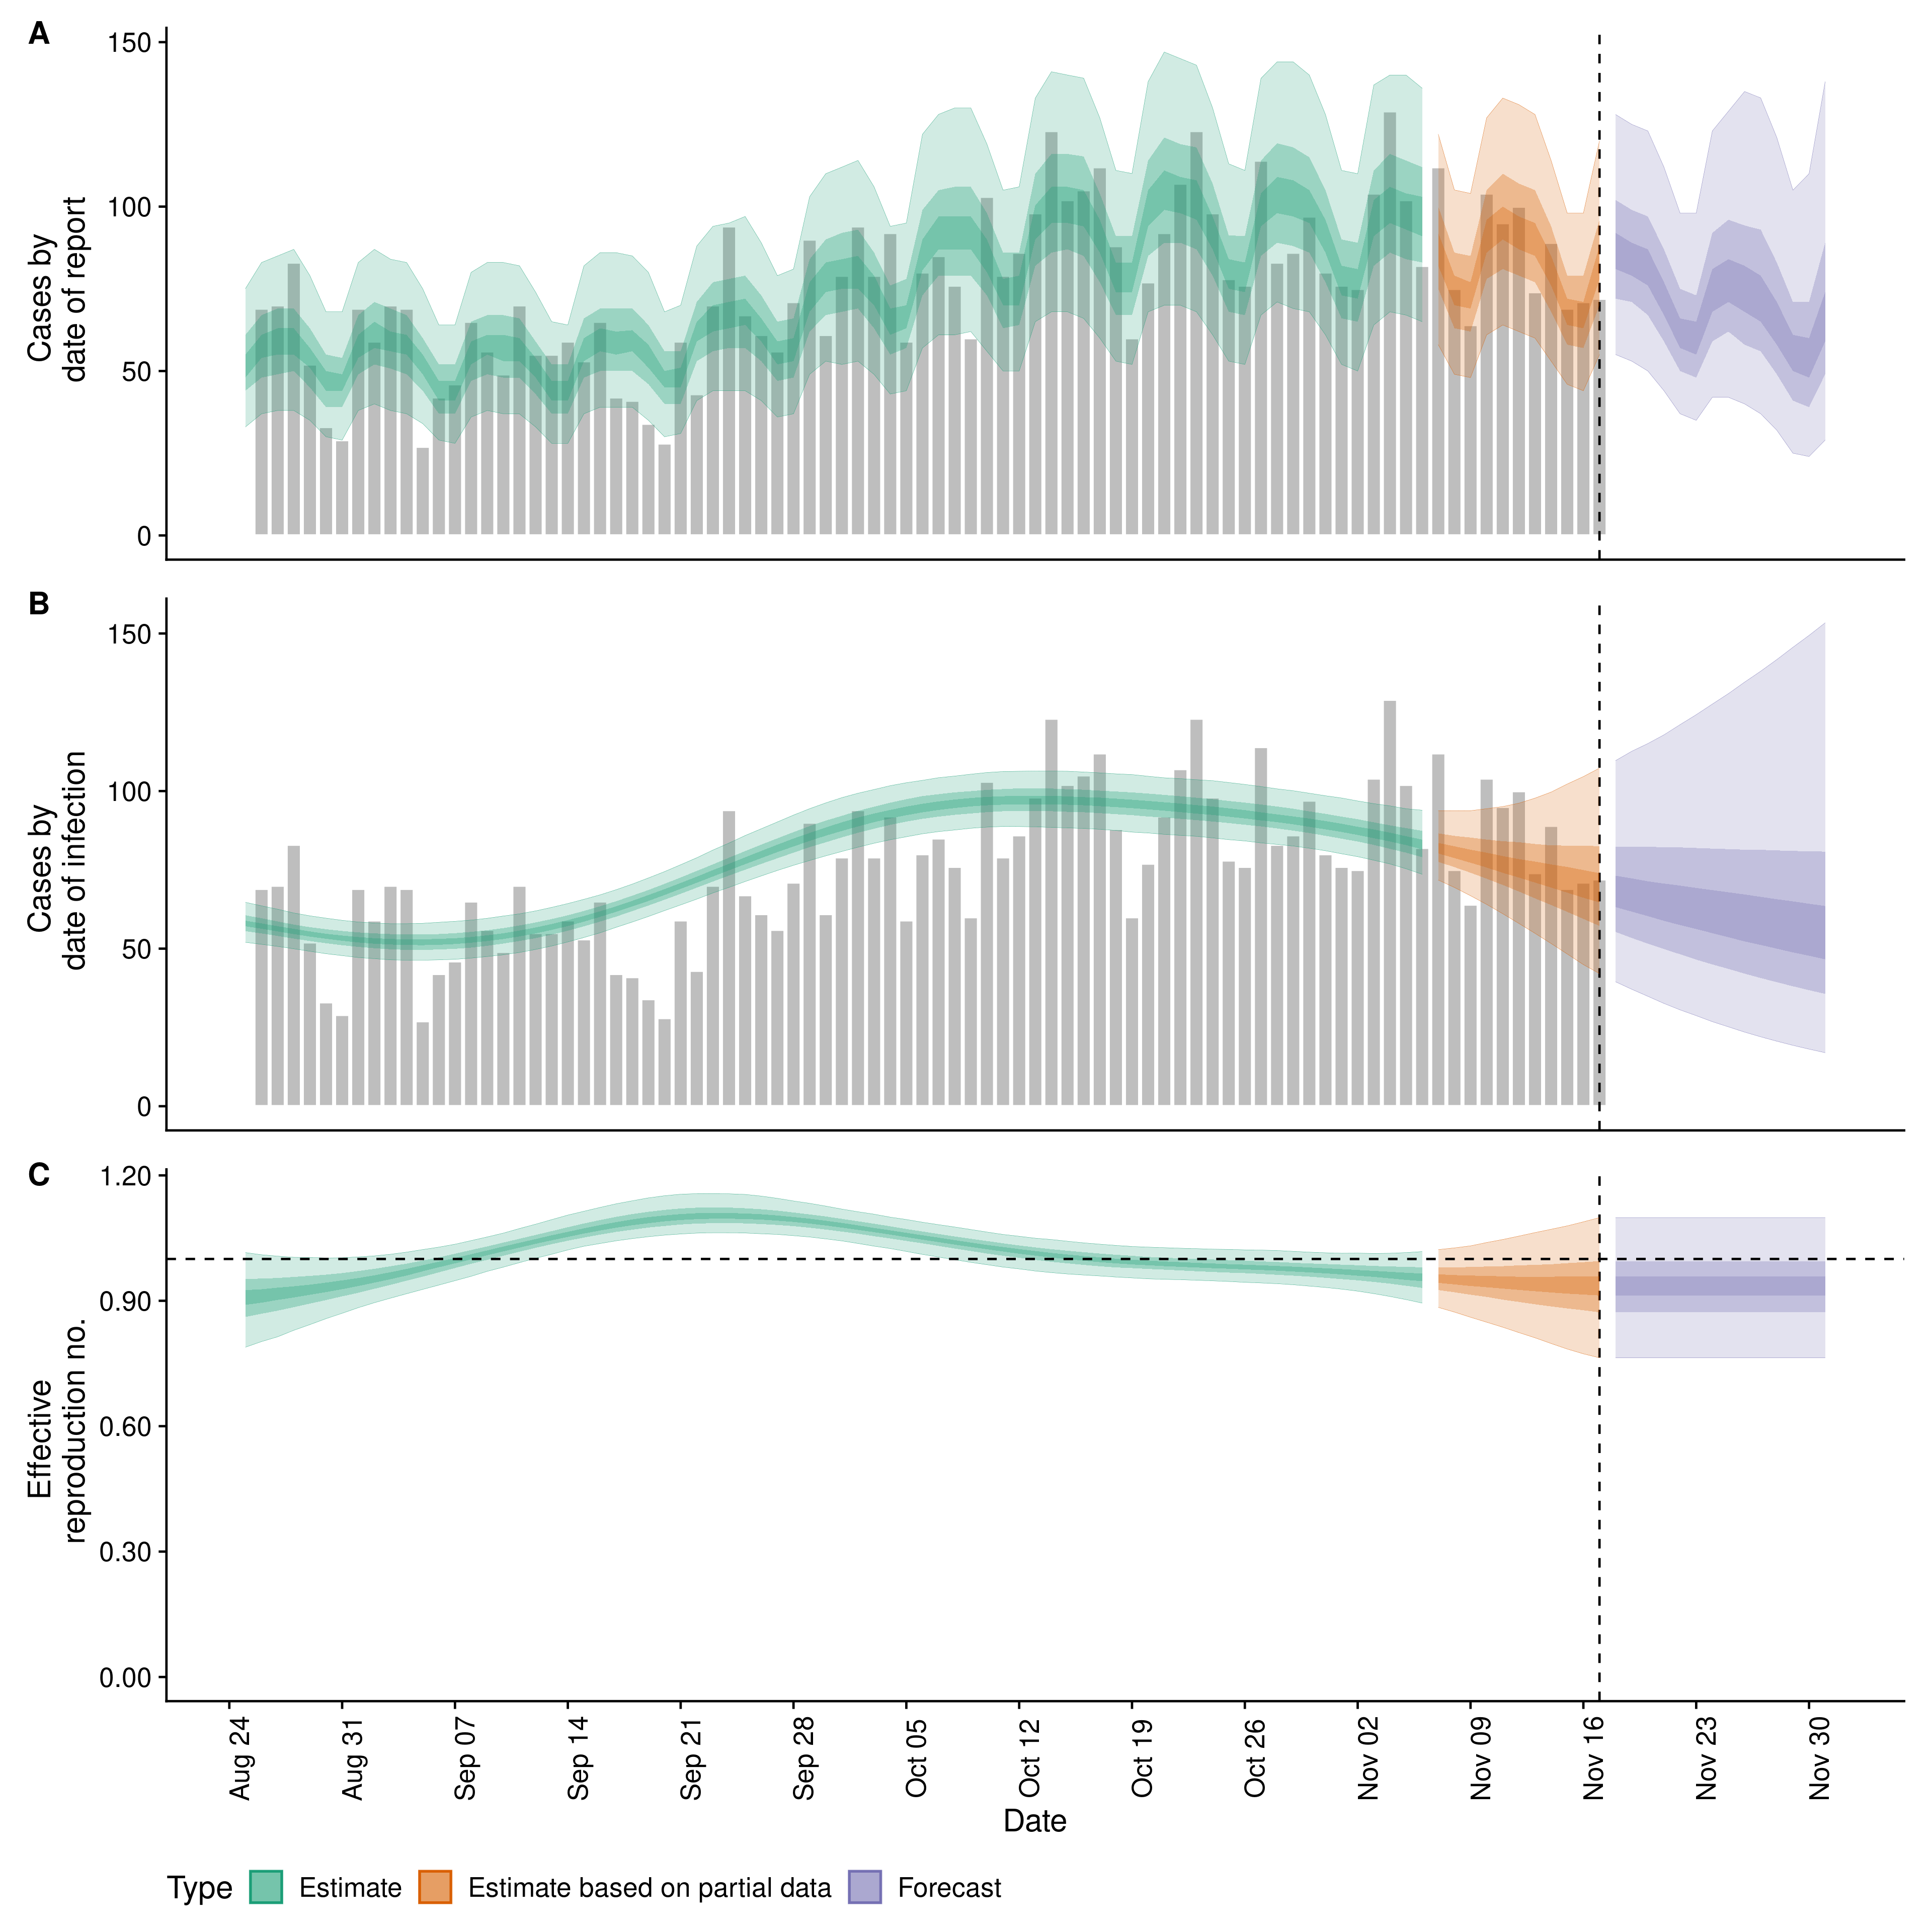 A
150
100
50
0
Cases by
date of report
B
150
100
50
0
Cases by
date of infection
C
1.20
0.90
0.60
0.30
0.00
Effective
reproduction no.
Aug 24
Aug 31
Sep 07
Sep 14
Sep 21
Sep 28
Oct 05
Oct 12
Oct 19
Oct 26
Nov 02
Nov 09
Nov 16
Nov 23
Nov 30
Date
Type Estimate Estimate based on partial data Forecast